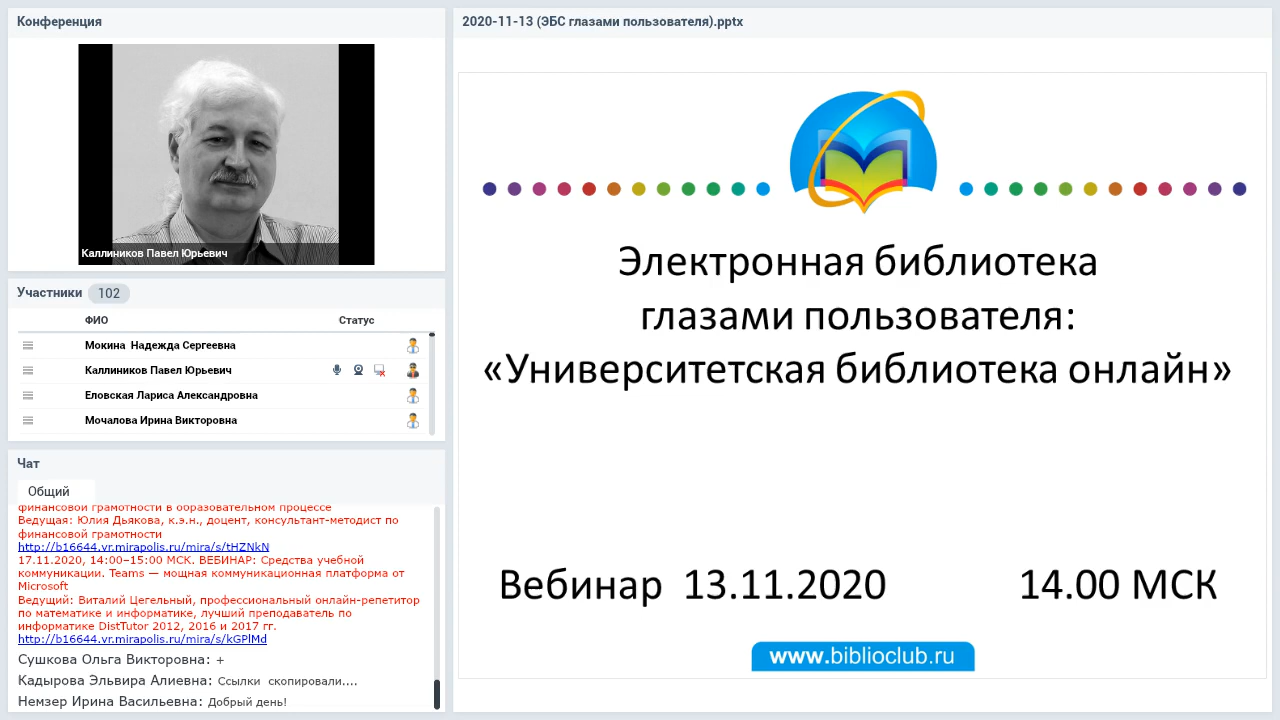 Конференция
Каллиников Павел Юрьевич
Участники 102
ФИО Статус
Мокина Надежда Сергеевна
Каллиников Павел Юрьевич
Еловская Лариса Александровна
Мочалова Ирина Викторовна
Чат
Общий
финансовой грамотности в образовательном процессе
Ведущая: Юлия Дьякова, к.э.н., доцент, консультант-методист по
финансовой грамотности
http://b16644.vr.mirapolis.ru/mira/s/tHZNkN
17.11.2020, 14:00–15:00 МСК. ВЕБИНАР: Средства учебной
коммуникации. Teams — мощная коммуникационная платформа от
Microsoft
Ведущий: Виталий Цегельный, профессиональный онлайн-репетитор
по математике и информатике, лучший преподаватель по
информатике DistTutor 2012, 2016 и 2017 гг.
http://b16644.vr.mirapolis.ru/mira/s/kGPlMd
Сушкова Ольга Викторовна: +
Кадырова Эльвира Алиевна: Ссылки скопировали....
Немзер Ирина Васильевна: Добрый день!
2020-11-13 (ЭБС глазами пользователя).pptx
Электронная библиотека
глазами пользователя:
«Университетская библиотека онлайн»
Вебинар 13.11.2020 14.00 МСК
www.biblioclub.ru